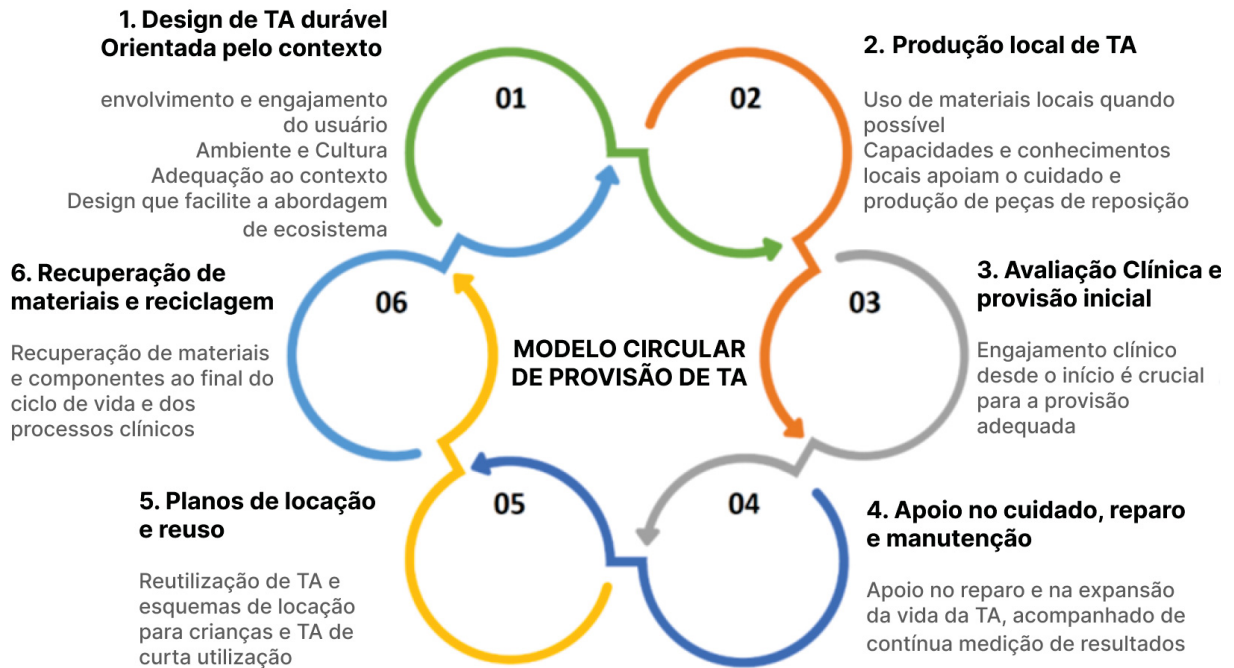 1. Design de TA durável
Orientada pelo contexto
envolvimento e engajamento
do usuário
Ambiente e Cultura
Adequação ao contexto
Design que facilite a abordagem
de ecosistema
01
02
2. Produção local de TA
Uso de materiais locais quando
possível
Capacidades e conhecimentos
locais apoiam o cuidado e
produção de peças de reposição
6. Recuperação de
materiais e reciclagem
Recuperação de materiais
e componentes ao final do
ciclo de vida e dos
processos clínicos
06
MODELO CIRCULAR
DE PROVISÃO DE TA
03
3. Avaliação Clínica e
provisão inicial
Engajamento clínico
desde o início é crucial
para a provisão
adequada
5. Planos de locação
e reuso
Reutilização de TA e
esquemas de locação
para crianças e TA de
curta utilização
05
04
4. Apoio no cuidado, reparo
e manutenção
Apoio no reparo e na expansão
da vida da TA, acompanhado de
contínua medição de resultados